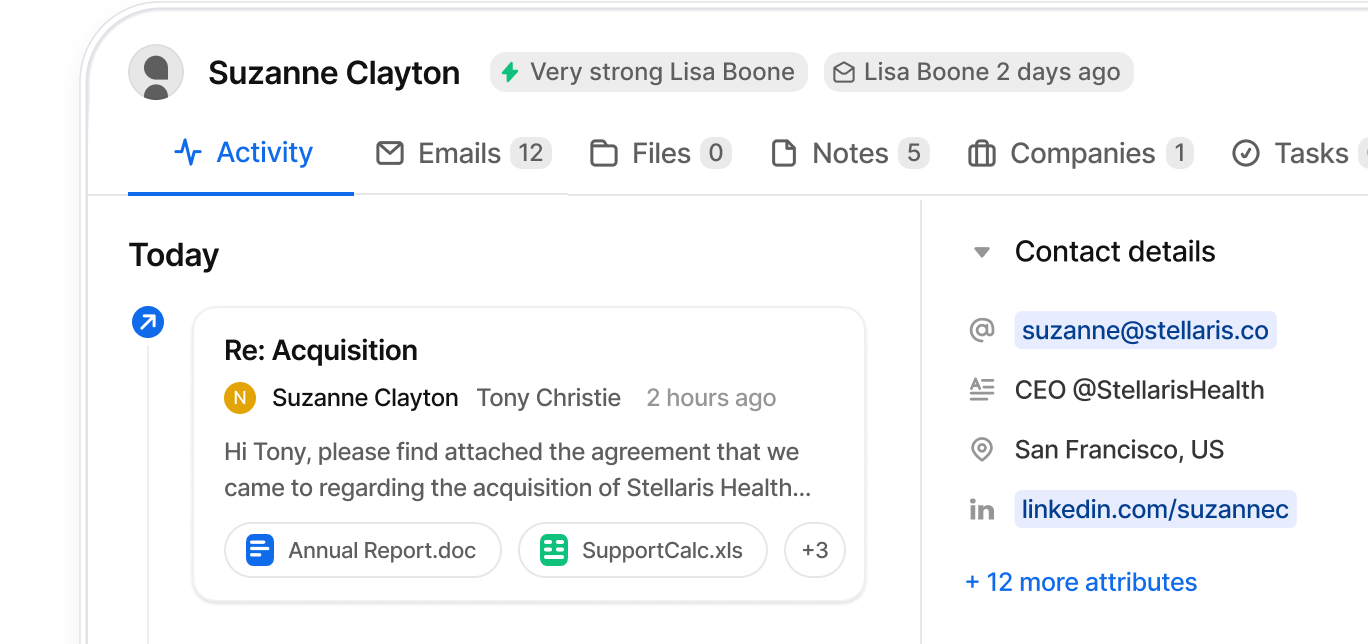 Suzanne Clayton Very strong Lisa Boone Lisa Boone 2 days ago
Activity Emails 12 Files 0 Notes 5 Companies 1 Tasks
Today
Contact details
Re: Acquisition
N Suzanne Clayton Tony Christie 2 hours ago
Hi Tony, please find attached the agreement that we
came to regarding the acquisition of Stellaris Health...
Annual Report.doc SupportCalc.xls +3
@ suzanne@stellaris.co
A CEO @StellarisHealth
San Francisco, US
in linkedin.com/suzannec
+ 12 more attributes